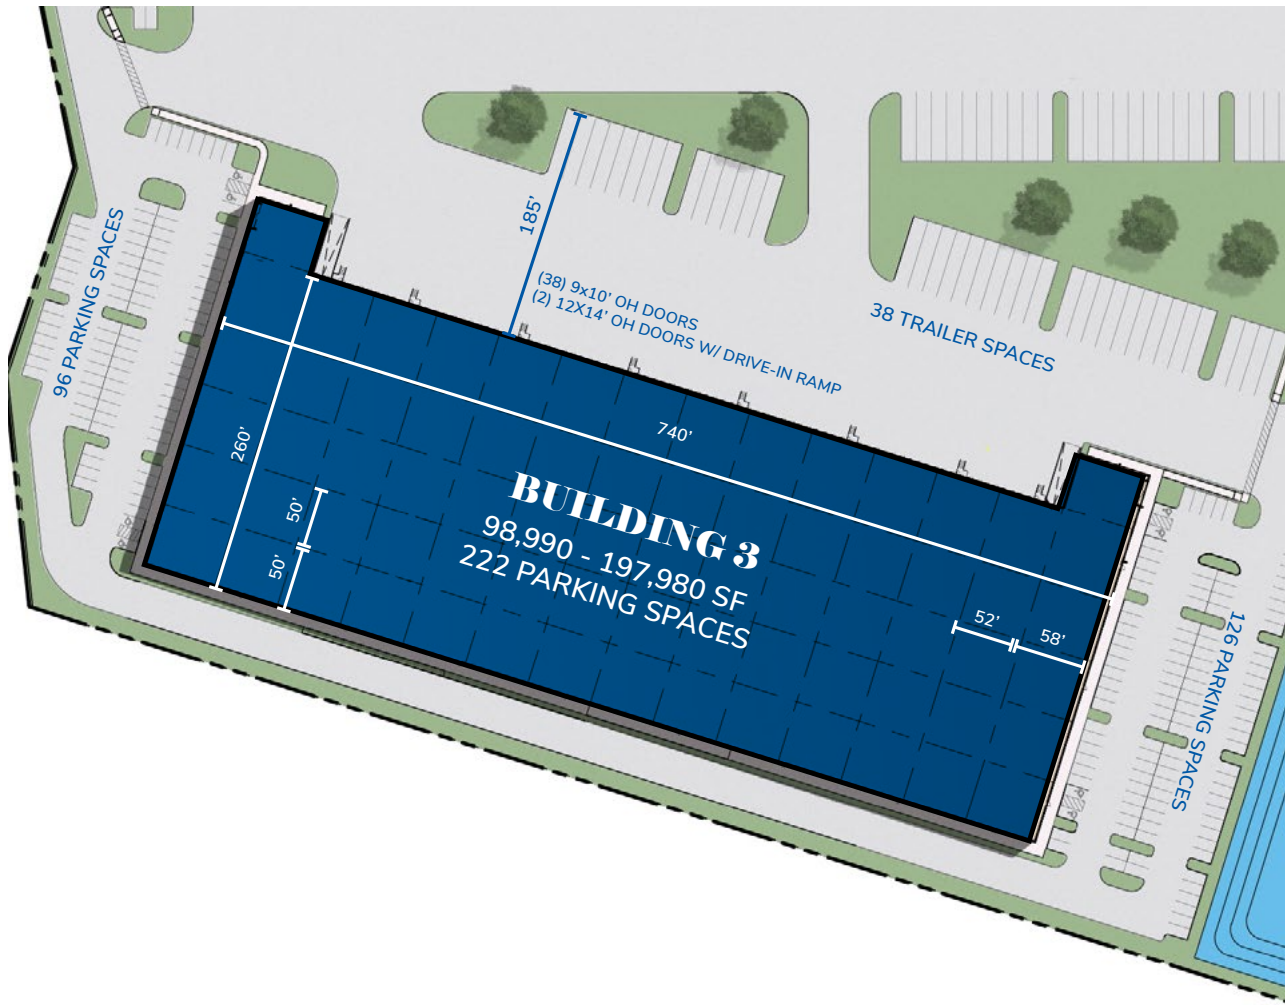 185'
(38) 9x10' OH DOORS
(2) 12X14' OH DOORS W/ DRIVE-IN RAMP
38 TRAILER SPACES
96 PARKING SPACES
740'
260'
50'
50'
BUILDING 3
98,990 - 197,980 SF
222 PARKING SPACES
52'
58'
126 PARKING SPACES